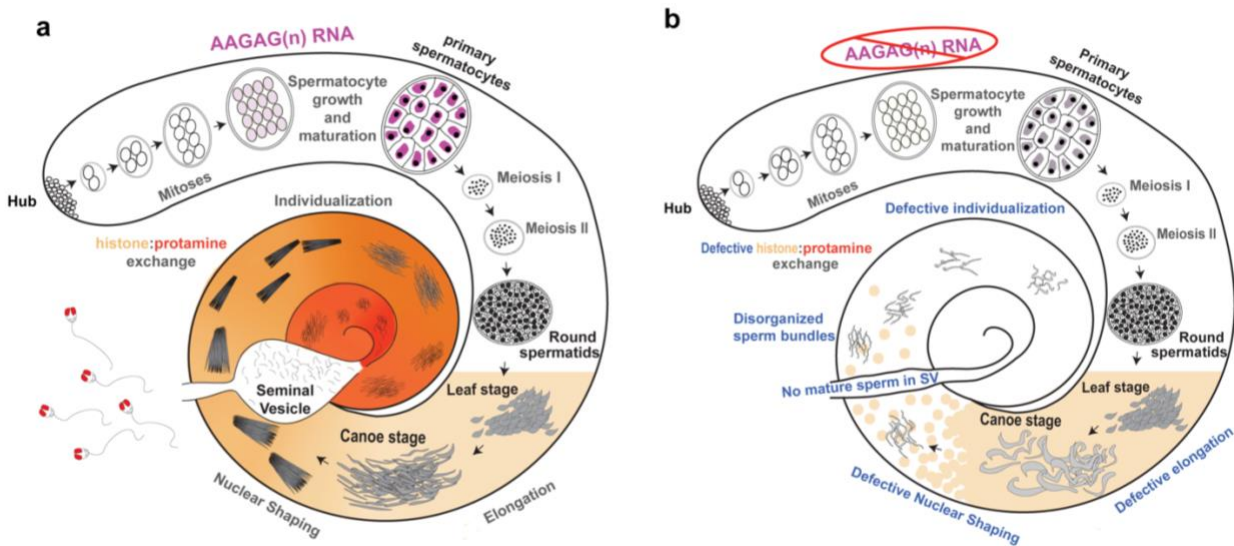 a
AAGAG(n) RNA
primary
spermatocytes
Spermatocyte
growth
and
maturation
Mitoses
Hub
Meiosis I
Meiosis II
Individualization
histone:protamine
exchange
Round
spermatids
Seminal
Vesicle
Leaf stage
Canoe stage
Elongation
Nuclear Shaping
b
AAGAG(n) RNA
Primary
spermatocytes
Spermatocyte
growth
and
maturation
Mitoses
Hub
Meiosis I
Meiosis II
Defective individualization
Defective histone:protamine
exchange
Disorganized
sperm bundles
Round
spermatids
No mature sperm in SV
Leaf stage
Canoe stage
Defective elongation
Defective Nuclear Shaping